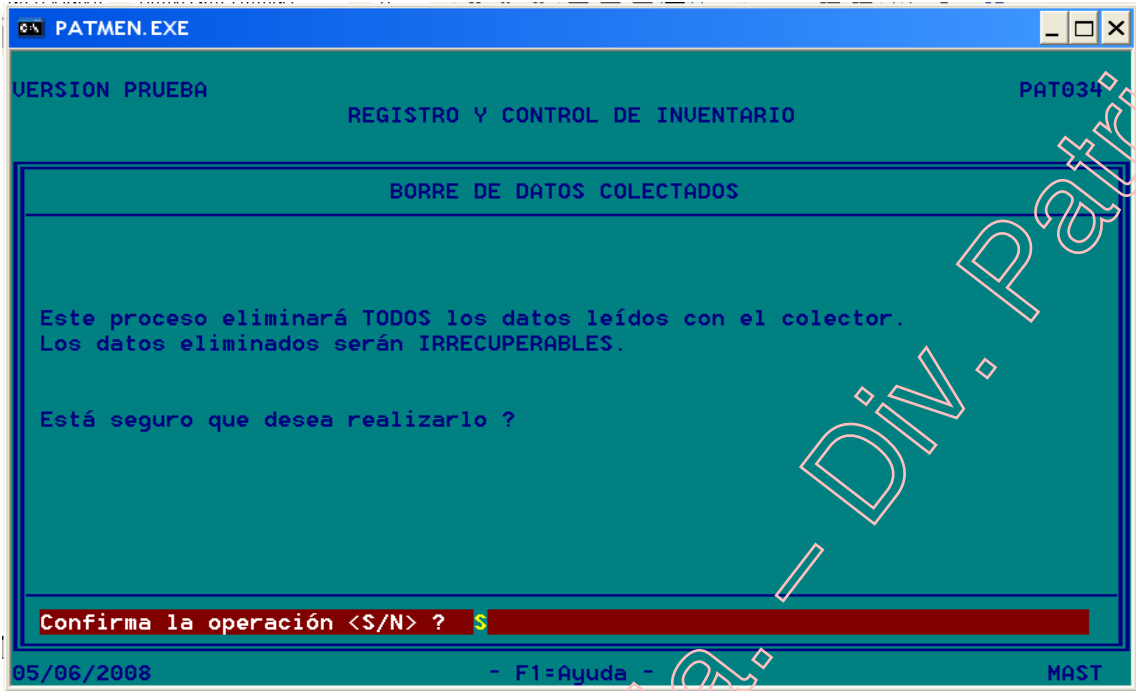 PATMEN.EXE
VERSION PRUEBA PAT034
REGISTRO Y CONTROL DE INVENTARIO
BORRE DE DATOS COLECTADOS
Este proceso eliminará TODOS los datos leídos con el colector.
Los datos eliminados serán IRRECUPERABLES.
Está seguro que desea realizarlo ?
Confirma la operación <S/N> ? S
05/06/2008 - F1=Ayuda - MAST
a. – Div. Patri